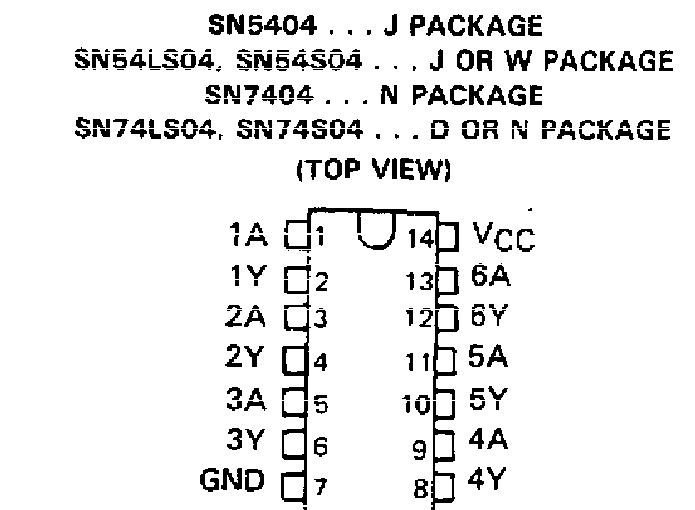 SN5404 . . . J PACKAGE
SN54LS04, SN54S04 . . . J OR W PACKAGE
SN7404 . . . N PACKAGE
SN74LS04, SN74S04 . . . D OR N PACKAGE
(TOP VIEW)
1A 1 14 VCC
1Y 2 13 6A
2A 3 12 6Y
2Y 4 11 5A
3A 5 10 5Y
3Y 6 9 4A
GND 7 8 4Y